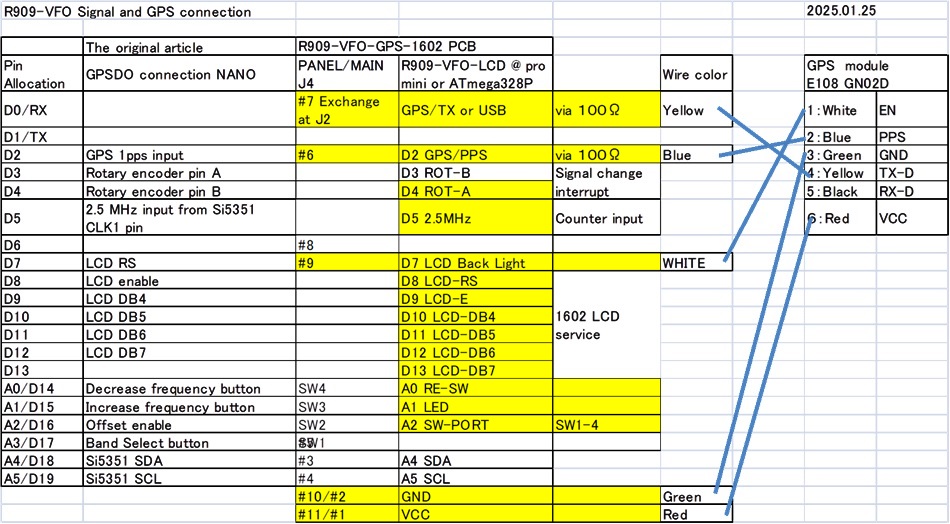 R909-VFO Signal and GPS connection 2025.01.25
The original article R909-VFO-GPS-1602 PCB
Pin Allocation GPSDO connection NANO PANEL/MAIN J4 R909-VFO-LCD @ pro mini or ATmega328P Wire color GPS module E108 GN02D
D0/RX #7 Exchange at J2 GPS/TX or USB via 100Ω Yellow 1:White EN
D1/TX 2:Blue PPS
D2 GPS 1pps input #6 D2 GPS/PPS via 100Ω Blue 3:Green GND
D3 Rotary encoder pin A D3 ROT-B Signal change interrupt 4:Yellow TX-D
D4 Rotary encoder pin B D4 ROT-A 5:Black RX-D
D5 2.5 MHz input from Si5351 CLK1 pin D5 2.5MHz Counter input 6:Red VCC
D6 #8
D7 LCD RS #9 D7 LCD Back Light WHITE
D8 LCD enable D8 LCD-RS
D9 LCD DB4 D9 LCD-E
D10 LCD DB5 D10 LCD-DB4 1602 LCD service
D11 LCD DB6 D11 LCD-DB5
D12 LCD DB7 D12 LCD-DB6
D13 D13 LCD-DB7
A0/D14 Decrease frequency button SW4 A0 RE-SW
A1/D15 Increase frequency button SW3 A1 LED
A2/D16 Offset enable SW2 A2 SW-PORT SW1-4
A3/D17 Band Select button
A4/D18 Si5351 SDA #3 A4 SDA
A5/D19 Si5351 SCL #4 A5 SCL
#10/#2 GND Green
#11/#1 VCC Red